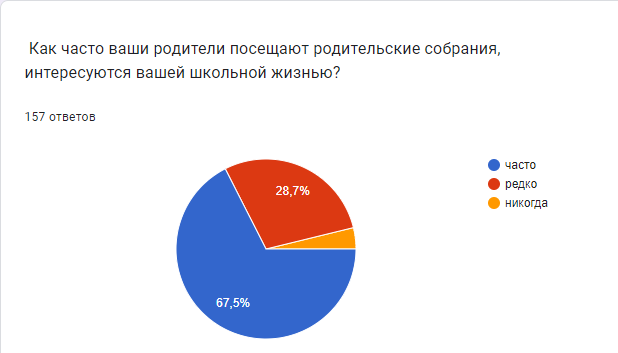 Как часто ваши родители посещают родительские собрания,
интересуются вашей школьной жизнью?
157 ответов
часто
редко
никогда
28,7%
67,5%